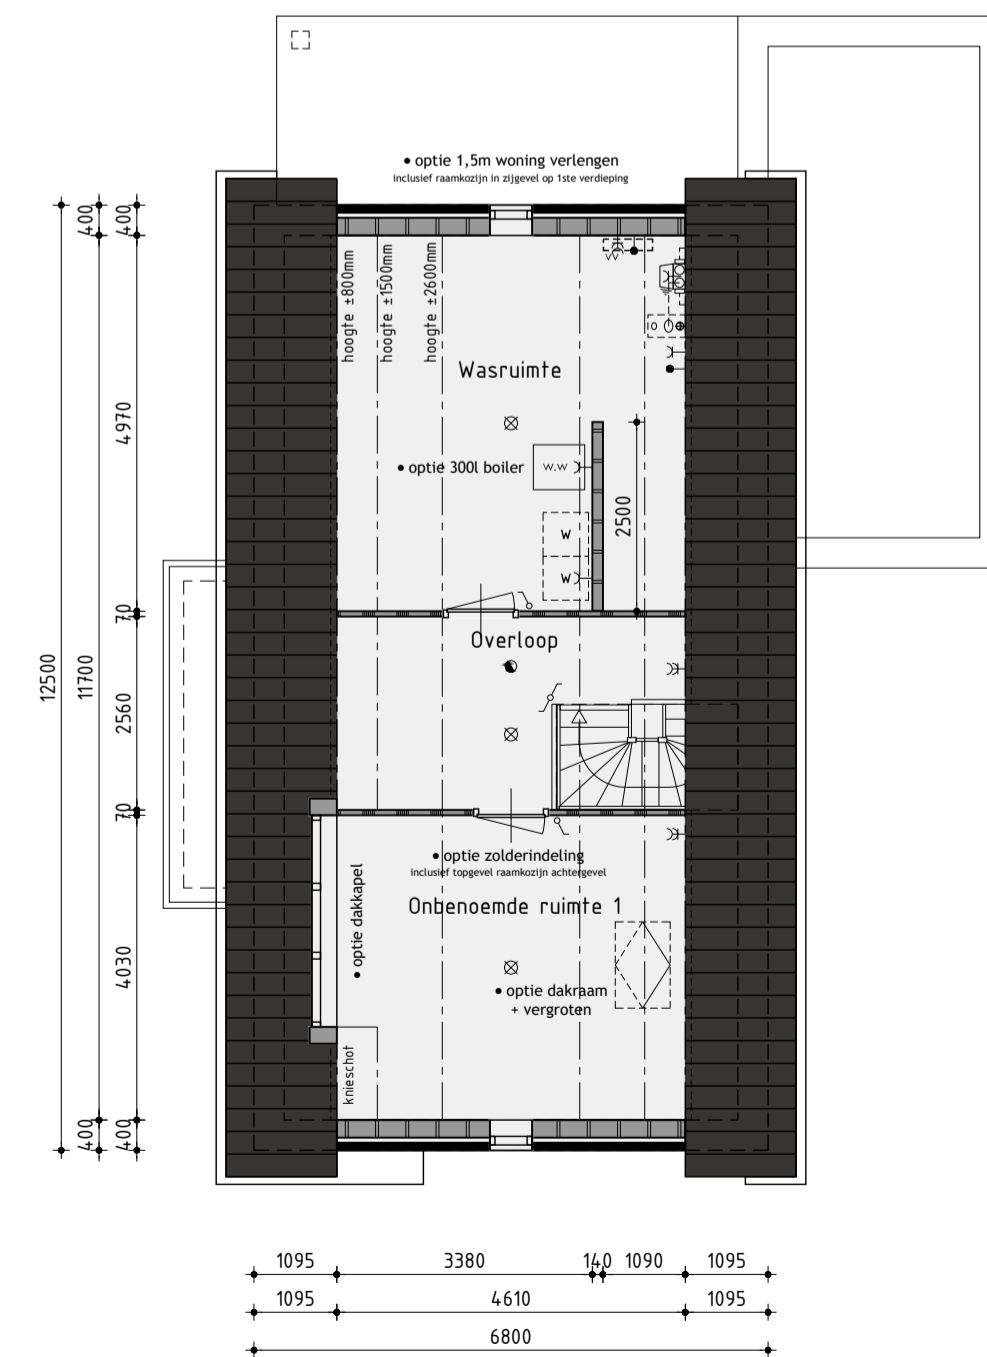 • optie 1,5m woning verlengen
inclusief raamkozijn in zijgevel op 1ste verdieping
400
400
hoogte ±800mm
hoogte ±1500mm
hoogte ±2600mm
Wasruimte
4970
• optie 300l boiler
w.w
2500
w
w
70
Overloop
12500
11700
2560
70
• optie zolderindeling
inclusief topgevel raamkozijn achtergevel
• optie dakkapel
Onbenoemde ruimte 1
4030
• optie dakraam
+ vergroten
knieschot
400
400
1095
3380
140
1090
1095
1095
4610
1095
6800